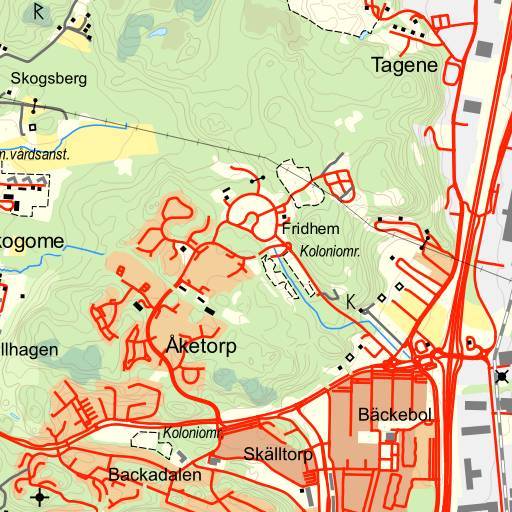 R
Skogsberg
Tagene
m.vårdsanst.
Fridhem
kogome
Koloniomr.
K
Åketorp
llhagen
Bäckebol
Koloniomr.
Skälltorp
Backadalen